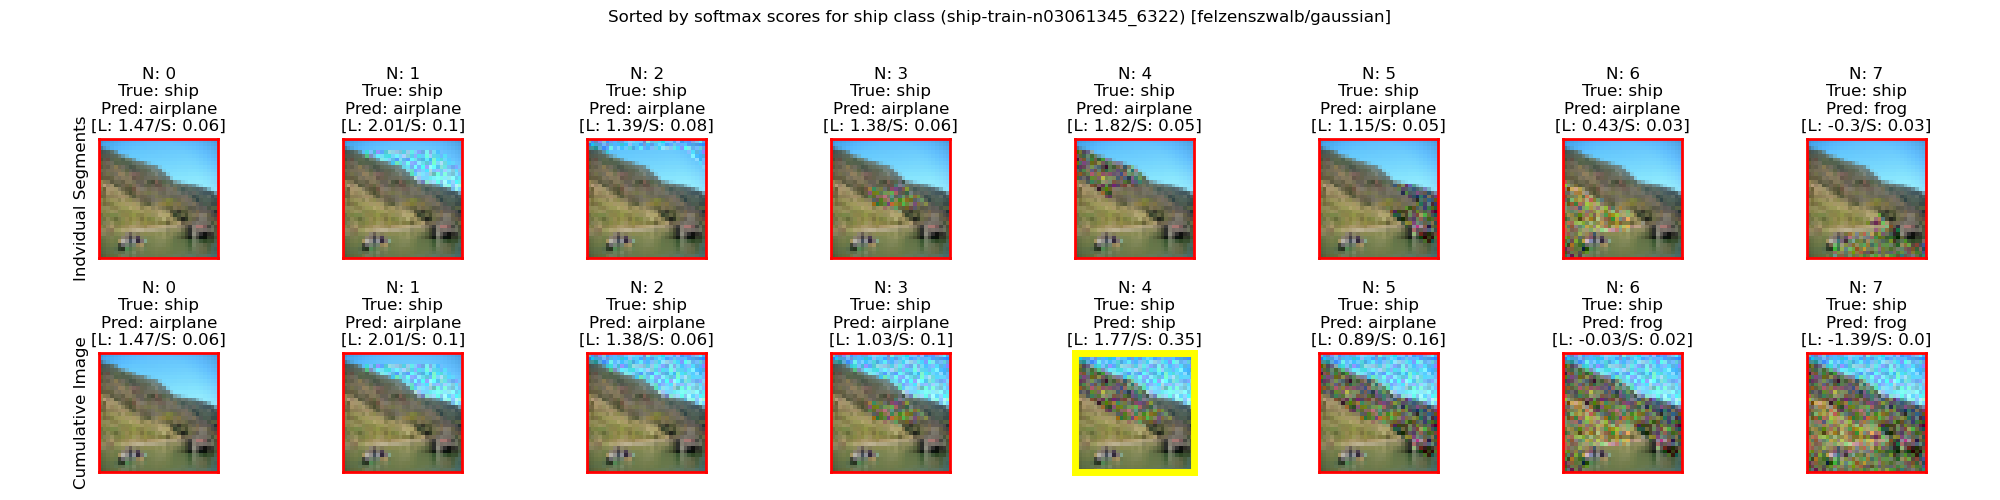 Sorted by softmax scores for ship class (ship-train-n03061345_6322) [felzenszwalb/gaussian]
Indvidual Segments
N: 0
True: ship
Pred: airplane
[L: 1.47/S: 0.06]
N: 1
True: ship
Pred: airplane
[L: 2.01/S: 0.1]
N: 2
True: ship
Pred: airplane
[L: 1.39/S: 0.08]
N: 3
True: ship
Pred: airplane
[L: 1.38/S: 0.06]
N: 4
True: ship
Pred: airplane
[L: 1.82/S: 0.05]
N: 5
True: ship
Pred: airplane
[L: 1.15/S: 0.05]
N: 6
True: ship
Pred: airplane
[L: 0.43/S: 0.03]
N: 7
True: ship
Pred: frog
[L: -0.3/S: 0.03]
Cumulative Image
N: 0
True: ship
Pred: airplane
[L: 1.47/S: 0.06]
N: 1
True: ship
Pred: airplane
[L: 2.01/S: 0.1]
N: 2
True: ship
Pred: airplane
[L: 1.38/S: 0.06]
N: 3
True: ship
Pred: airplane
[L: 1.03/S: 0.1]
N: 4
True: ship
Pred: ship
[L: 1.77/S: 0.35]
N: 5
True: ship
Pred: airplane
[L: 0.89/S: 0.16]
N: 6
True: ship
Pred: frog
[L: -0.03/S: 0.02]
N: 7
True: ship
Pred: frog
[L: -1.39/S: 0.0]